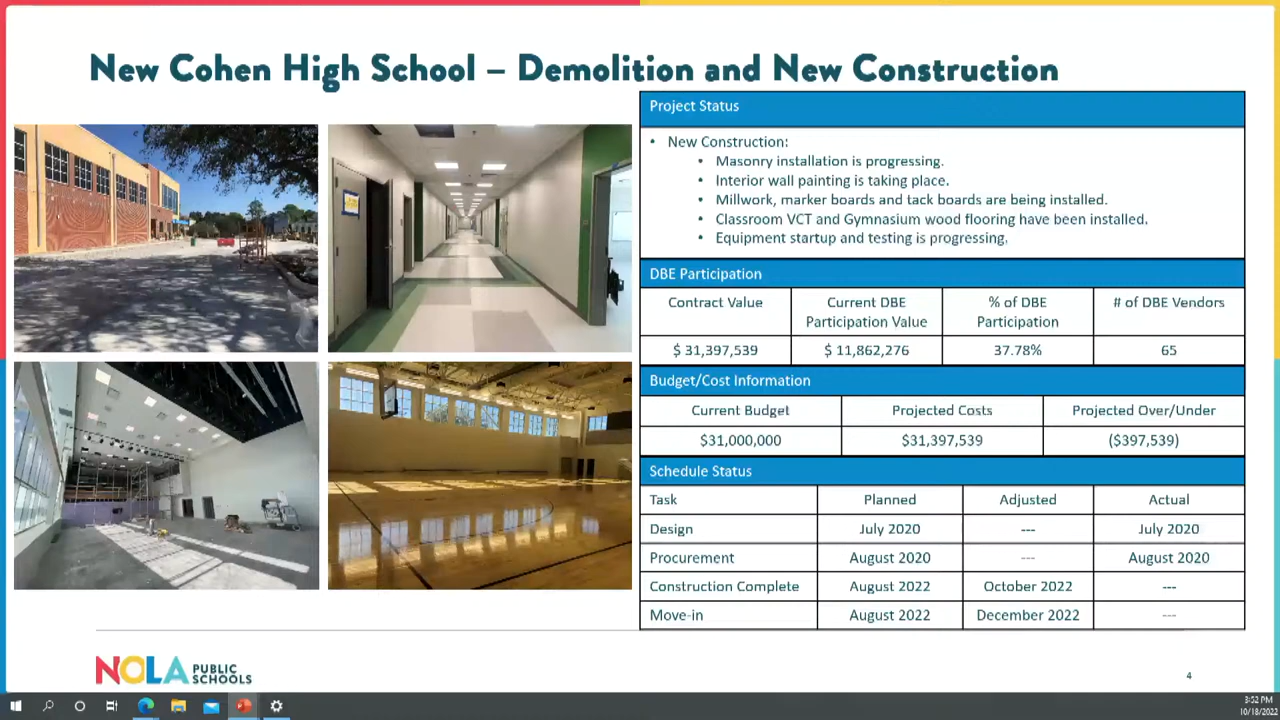 New Cohen High School – Demolition and New Construction
Project Status
• New Construction:
• Masonry installation is progressing.
• Interior wall painting is taking place.
• Millwork, marker boards and tack boards are being installed.
• Classroom VCT and Gymnasium wood flooring have been installed.
• Equipment startup and testing is progressing.
DBE Participation
Contract Value Current DBE Participation Value % of DBE Participation # of DBE Vendors
$ 31,397,539 $ 11,862,276 37.78% 65
Budget/Cost Information
Current Budget Projected Costs Projected Over/Under
$31,000,000 $31,397,539 ($397,539)
Schedule Status
Task Planned Adjusted Actual
Design July 2020 --- July 2020
Procurement August 2020 --- August 2020
Construction Complete August 2022 October 2022 ---
Move-in August 2022 December 2022 ---
NOLA PUBLIC SCHOOLS
4
3:52 PM
10/18/2022